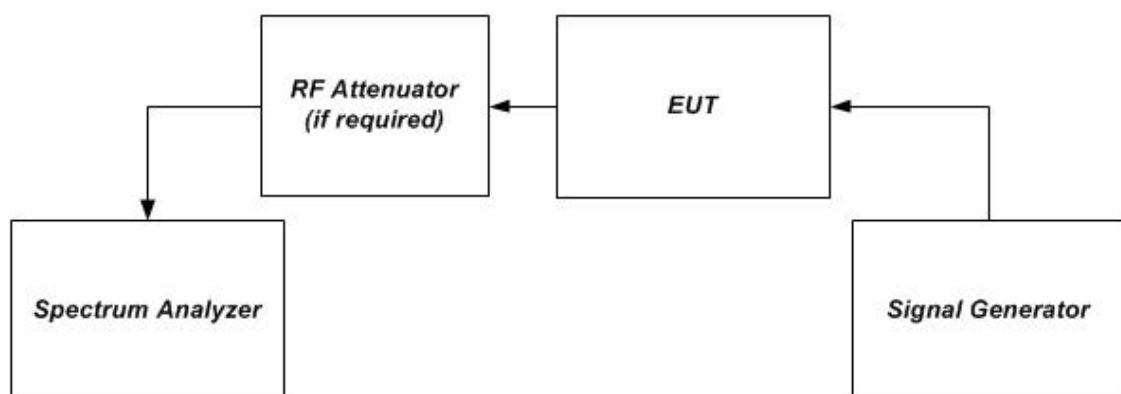 RF Attenuator
(if required)
EUT
Spectrum Analyzer
Signal Generator